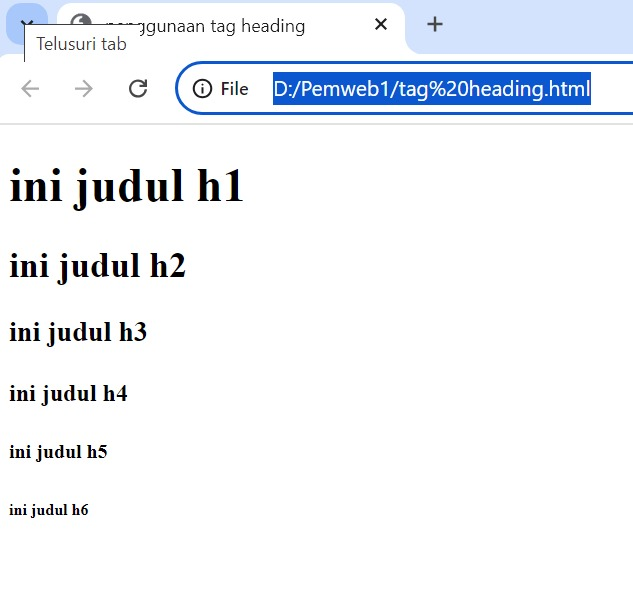 penggunaan tag heading
Telusuri tab
File D:/Pemweb1/tag%20heading.html
ini judul h1
ini judul h2
ini judul h3
ini judul h4
ini judul h5
ini judul h6